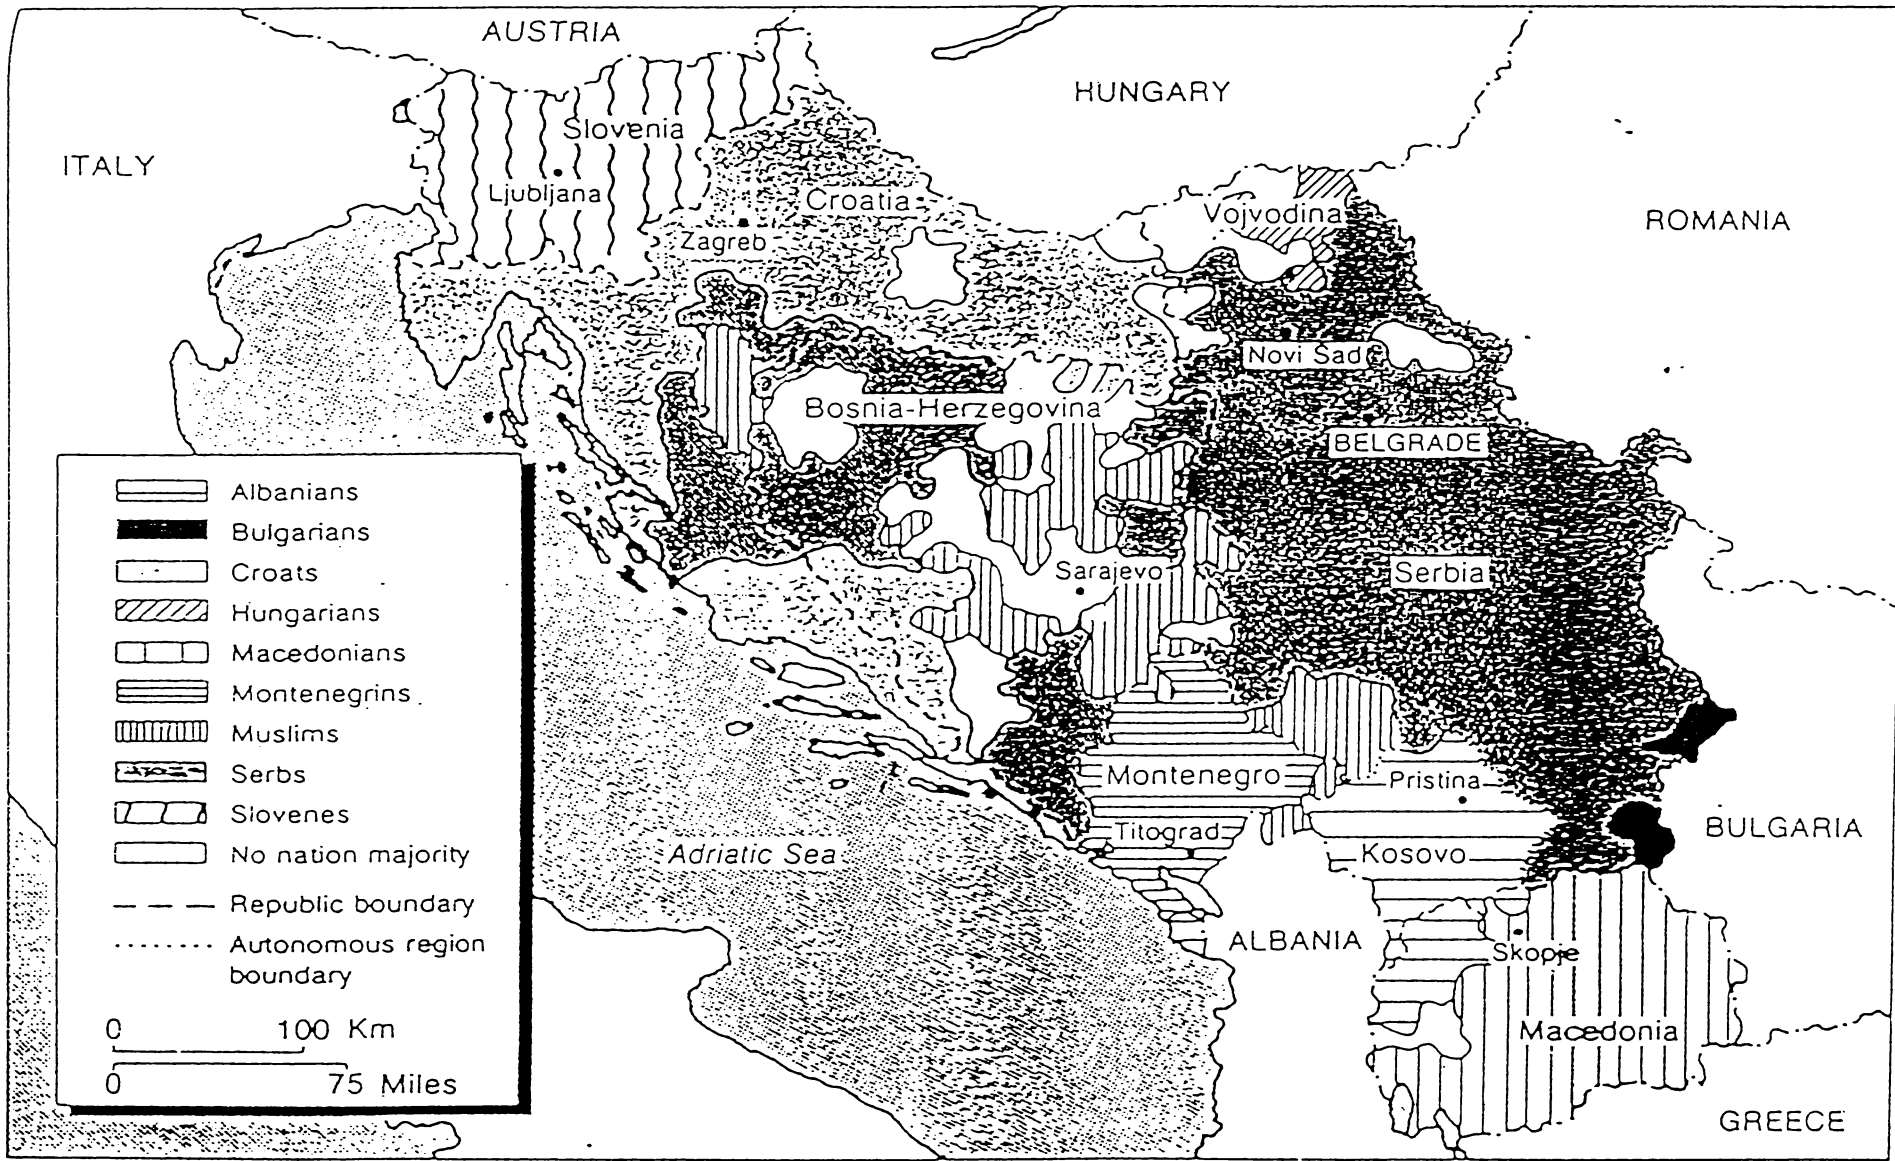 AUSTRIA
HUNGARY
ITALY
Slovenia
Ljubljana
Croatia
Zagreb
Vojvodina
ROMANIA
Novi Sad
Bosnia-Herzegovina
BELGRADE
Sarajevo
Serbia
Montenegro
Pristina
Titograd
Kosovo
BULGARIA
Adriatic Sea
ALBANIA
Skopje
Macedonia
GREECE
Albanians
Bulgarians
Croats
Hungarians
Macedonians
Montenegrins
Muslims
Serbs
Slovenes
No nation majority
Republic boundary
Autonomous region
boundary
0 100 Km
0 75 Miles